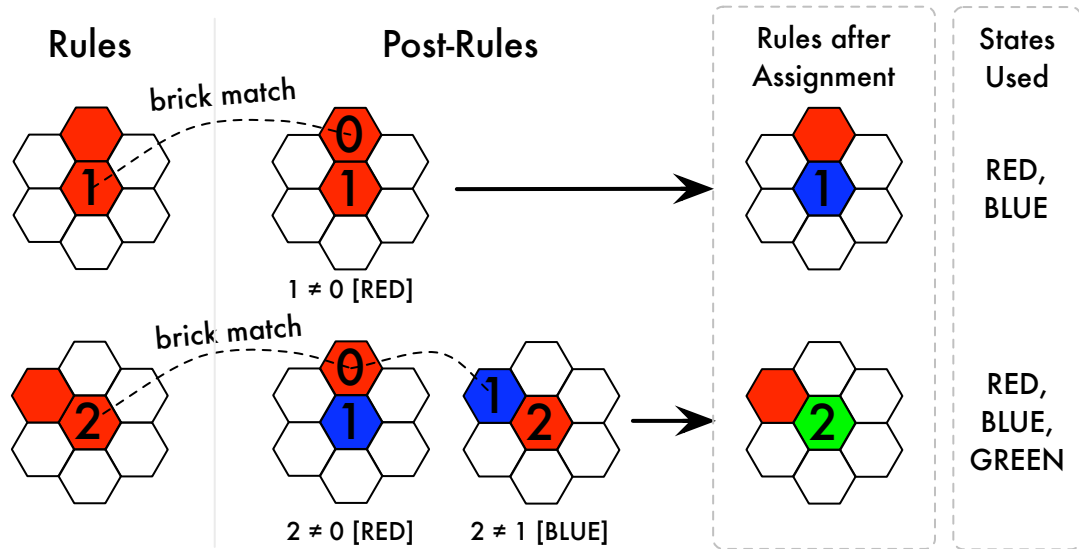 Rules
Post-Rules
Rules after
Assignment
States
Used
brick match
1
0
1
1 ≠ 0 [RED]
1
RED,
BLUE
brick match
2
0
1
2 ≠ 0 [RED]
1
2
2 ≠ 1 [BLUE]
2
RED,
BLUE,
GREEN